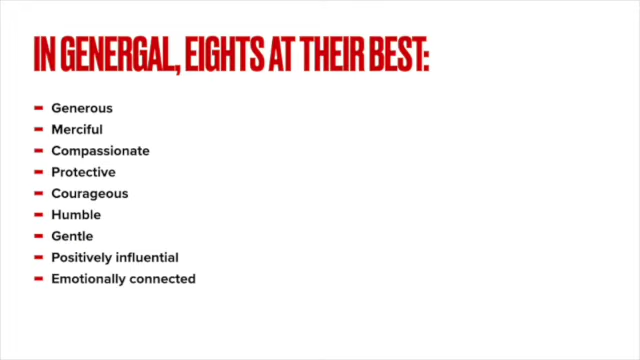 IN GENERGAL, EIGHTS AT THEIR BEST:
- Generous
- Merciful
- Compassionate
- Protective
- Courageous
- Humble
- Gentle
- Positively influential
- Emotionally connected